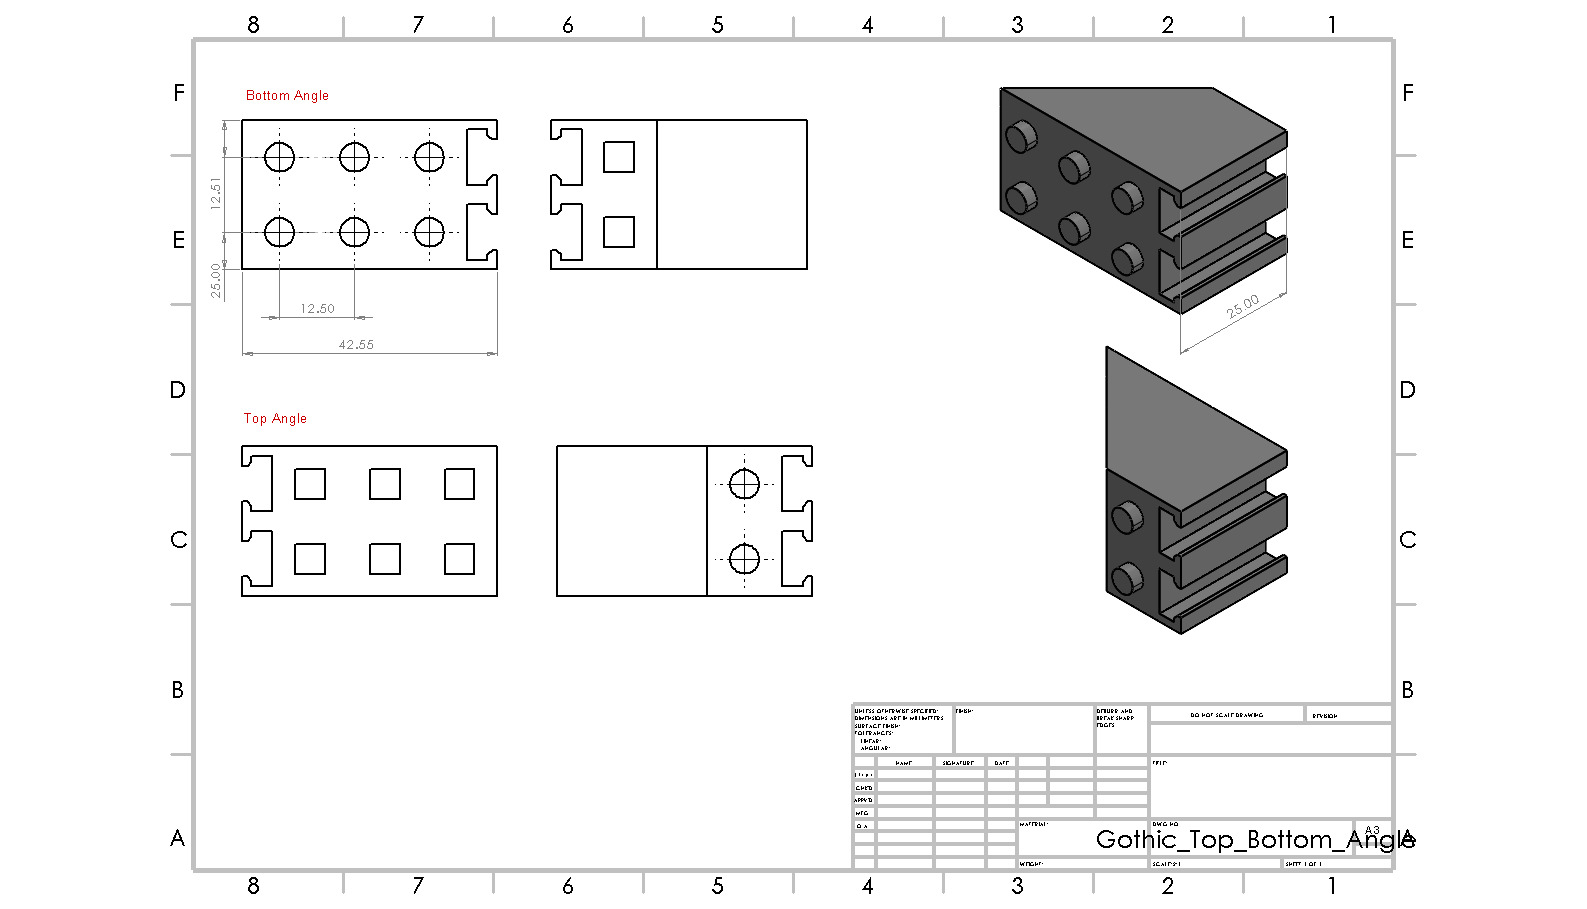 8 7 6 5 4 3 2 1
F F
Bottom Angle
12.51
E E
25.00
25.00
12.50
42.55
D D
Top Angle
C C
B B
UNLESS OTHERWISE SPECIFIED:
DIMENSIONS ARE IN MILLIMETERS
SURFACE FINISH:
TOLERANCES:
LINEAR:
ANGULAR:
FINISH:
DEBURR AND
BREAK SHARP
EDGES
DO NOT SCALE DRAWING
REVISION
NAME SIGNATURE DATE
TITLE:
CHK'D
APPV'D
MFG
Q.A
MATERIAL:
DWG NO.
A3
A Gothic_Top_Bottom_Angle A
WEIGHT:
SCALE:2:1
SHEET 1 OF 1
8 7 6 5 4 3 2 1